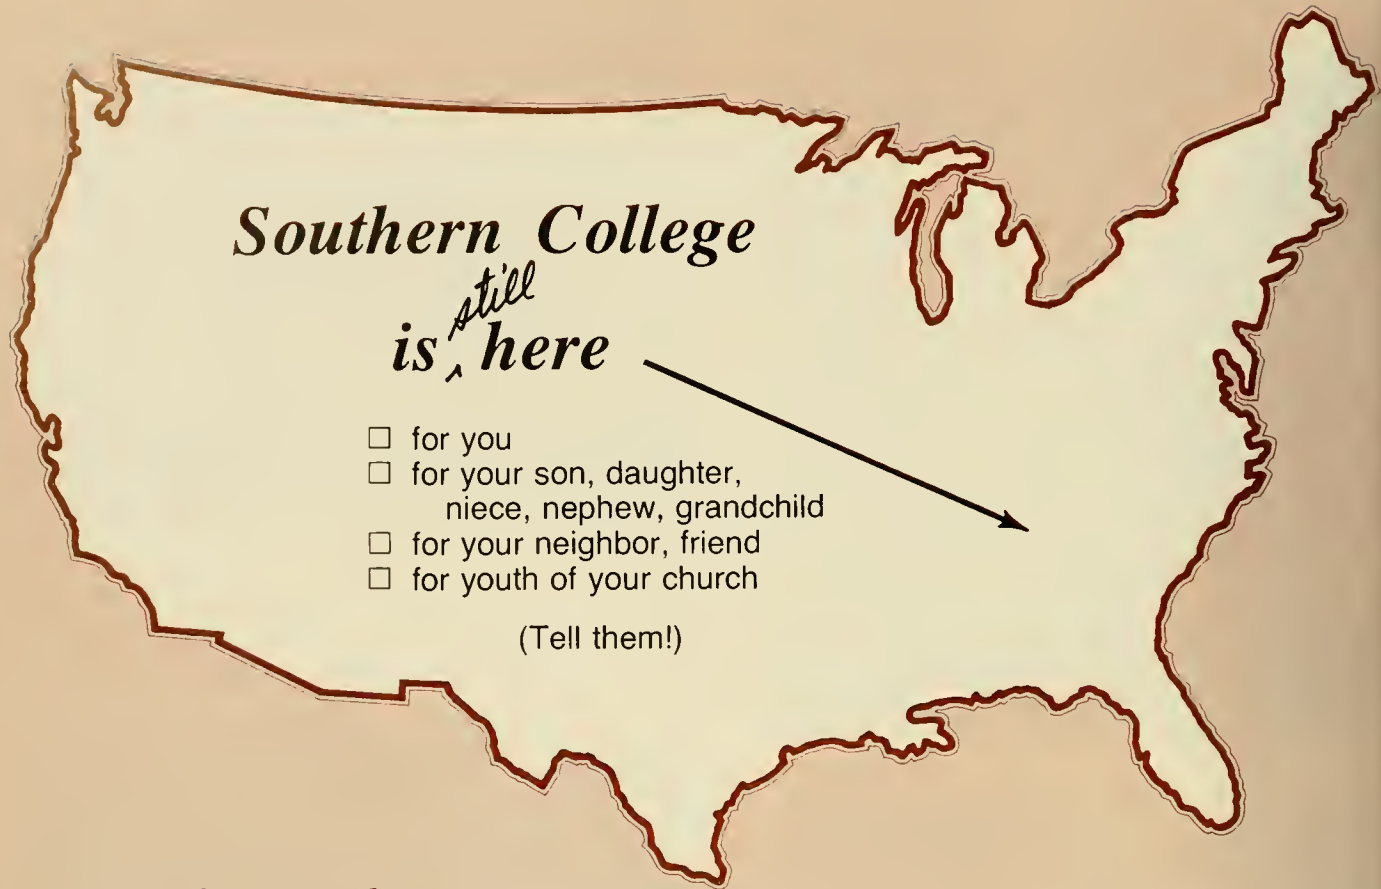 Southern College
still
is ‸ here
☐ for you
☐ for your son, daughter,
niece, nephew, grandchild
☐ for your neighbor, friend
☐ for youth of your church
(Tell them!)